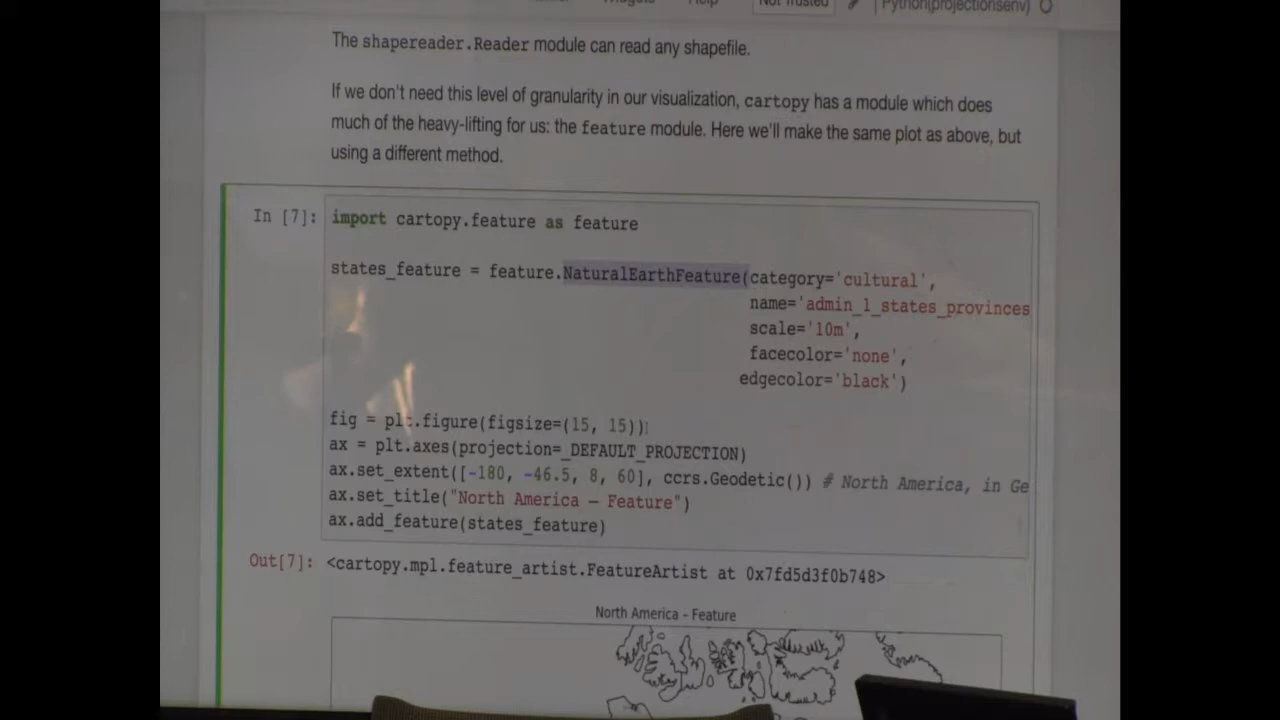 Help Not Trusted Python(projectionsenv)
The shapereader.Reader module can read any shapefile.
If we don't need this level of granularity in our visualization, cartopy has a module which does
much of the heavy-lifting for us: the feature module. Here we'll make the same plot as above, but
using a different method.
In [7]: import cartopy.feature as feature
states_feature = feature.NaturalEarthFeature(category='cultural',
name='admin_1_states_provinces
scale='10m',
facecolor='none',
edgecolor='black')
fig = plt.figure(figsize=(15, 15))
ax = plt.axes(projection=_DEFAULT_PROJECTION)
ax.set_extent([-180, -46.5, 8, 60], ccrs.Geodetic()) # North America, in Ge
ax.set_title("North America – Feature")
ax.add_feature(states_feature)
Out[7]: <cartopy.mpl.feature_artist.FeatureArtist at 0x7fd5d3f0b748>
North America - Feature